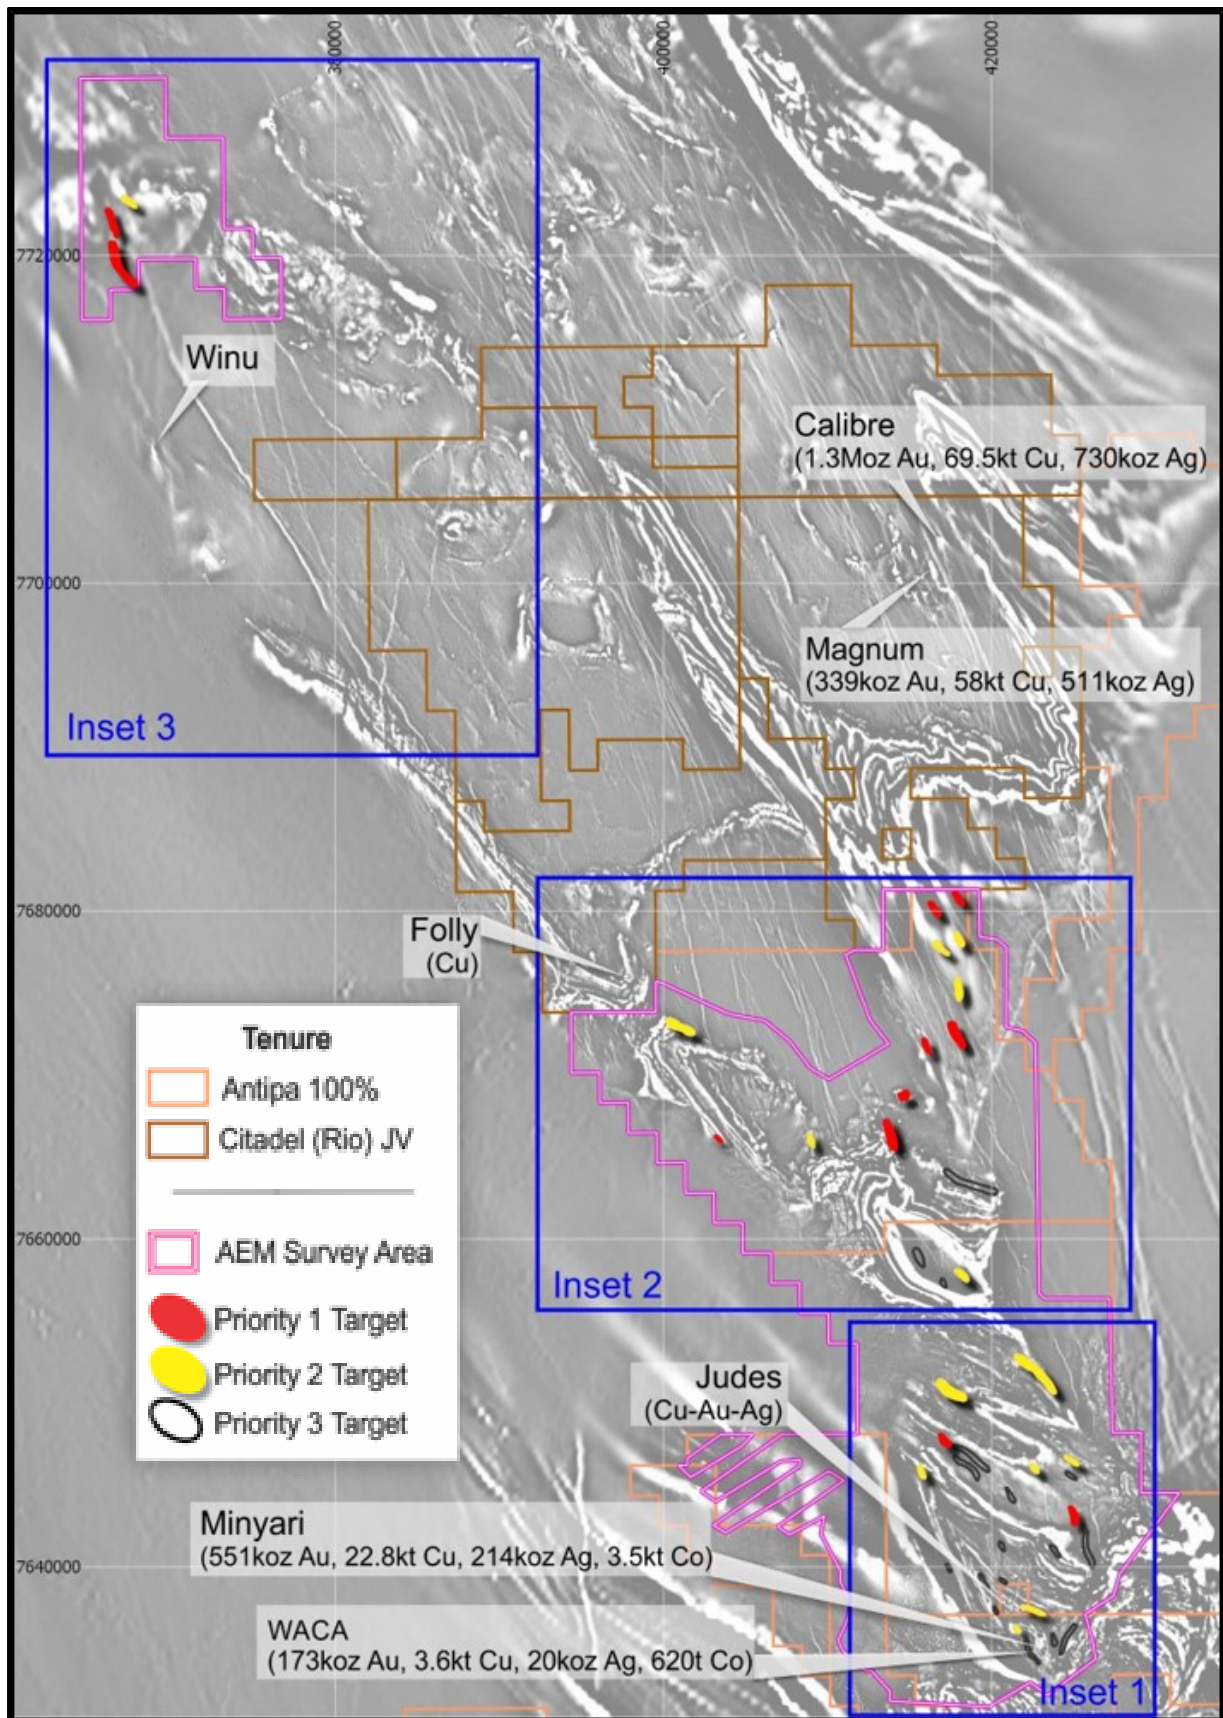 380000
400000
420000
7720000
Winu
Calibre
(1.3Moz Au, 69.5kt Cu, 730koz Ag)
7700000
Magnum
(339koz Au, 58kt Cu, 511koz Ag)
Inset 3
7680000
Folly
(Cu)
Tenure
Antipa 100%
Citadel (Rio) JV
AEM Survey Area
Priority 1 Target
Priority 2 Target
Priority 3 Target
7660000
Inset 2
Judes
(Cu-Au-Ag)
Minyari
(551koz Au, 22.8kt Cu, 214koz Ag, 3.5kt Co)
7640000
WACA
(173koz Au, 3.6kt Cu, 20koz Ag, 620t Co)
Inset 1